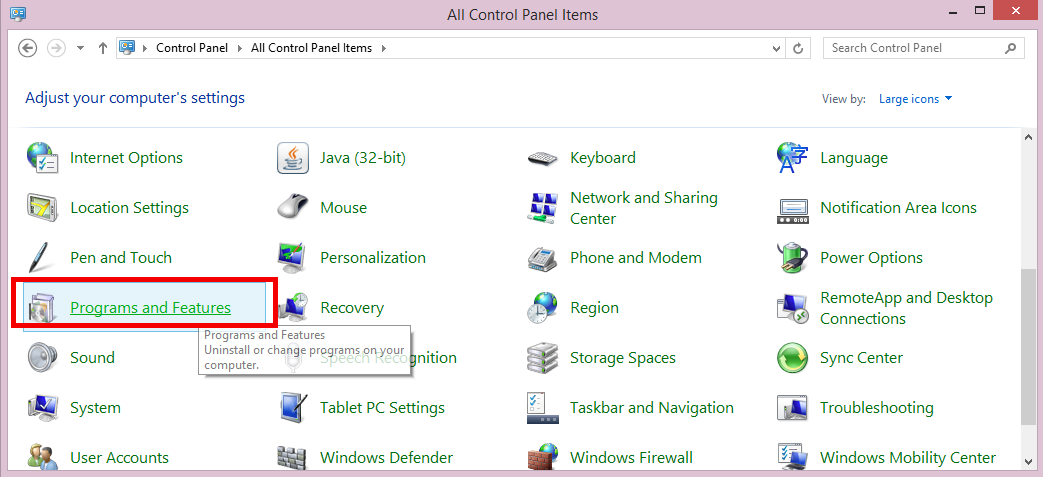 All Control Panel Items
Control Panel All Control Panel Items
Search Control Panel
Adjust your computer's settings
View by: Large icons
Internet Options
Java (32-bit)
Keyboard
Language
Location Settings
Mouse
Network and Sharing
Center
Notification Area Icons
Pen and Touch
Personalization
Phone and Modem
Power Options
Programs and Features
Recovery
Region
RemoteApp and Desktop
Connections
Programs and Features
Uninstall or change programs on your
computer.
Sound
Speech Recognition
Storage Spaces
Sync Center
System
Tablet PC Settings
Taskbar and Navigation
Troubleshooting
User Accounts
Windows Defender
Windows Firewall
Windows Mobility Center